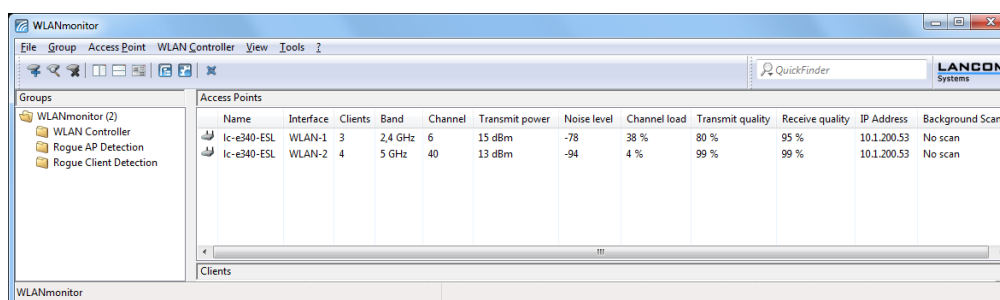 WLANmonitor
File Group Access Point WLAN Controller View Tools ?
QuickFinder
LANCOM
Systems
Groups
Access Points
WLANmonitor (2)
WLAN Controller
Rogue AP Detection
Rogue Client Detection
Name Interface Clients Band Channel Transmit power Noise level Channel load Transmit quality Receive quality IP Address Background Scan
lc-e340-ESL WLAN-1 3 2,4 GHz 6 15 dBm -78 38 % 80 % 95 % 10.1.200.53 No scan
lc-e340-ESL WLAN-2 4 5 GHz 40 13 dBm -94 4 % 99 % 99 % 10.1.200.53 No scan
Clients
WLANmonitor